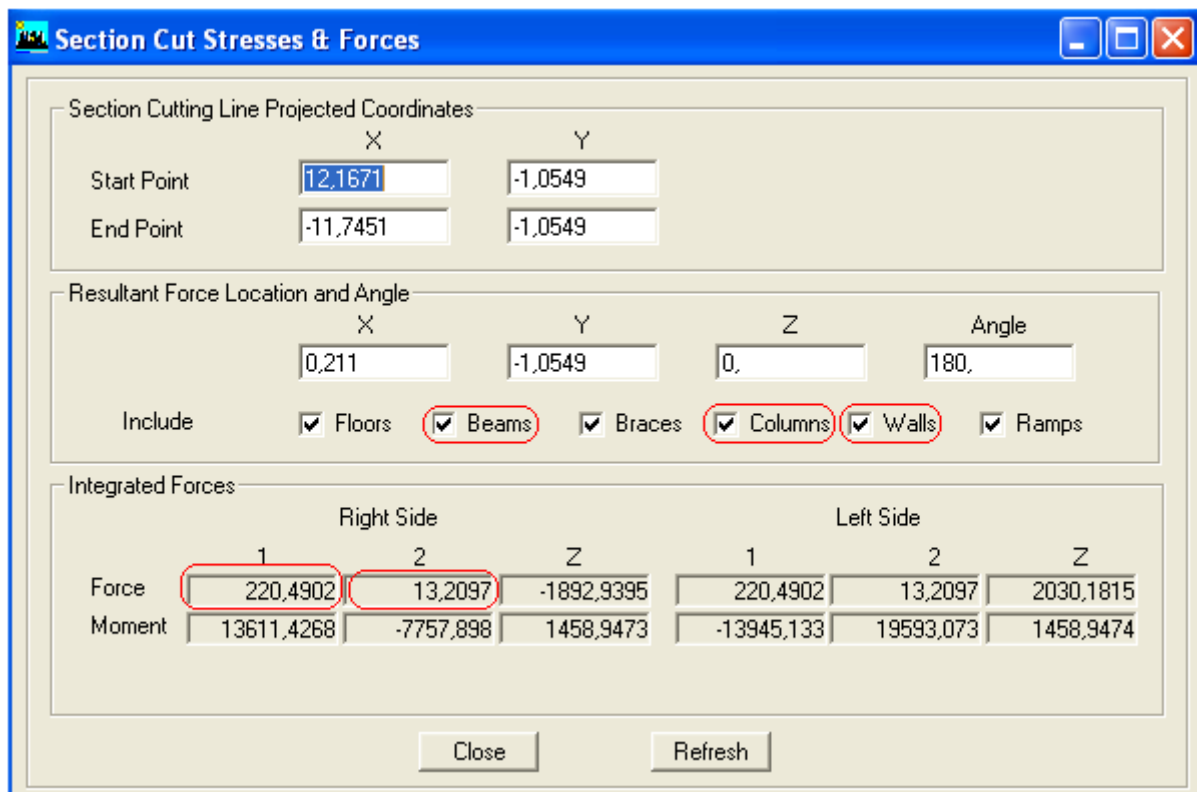 Section Cut Stresses & Forces
Section Cutting Line Projected Coordinates
X Y
Start Point 12,1671 -1,0549
End Point -11,7451 -1,0549
Resultant Force Location and Angle
X Y Z Angle
0,211 -1,0549 0, 180,
Include Floors Beams Braces Columns Walls Ramps
Integrated Forces
Right Side Left Side
1 2 Z 1 2 Z
Force 220,4902 13,2097 -1892,9395 220,4902 13,2097 2030,1815
Moment 13611,4268 -7757,898 1458,9473 -13945,133 19593,073 1458,9474
Close Refresh